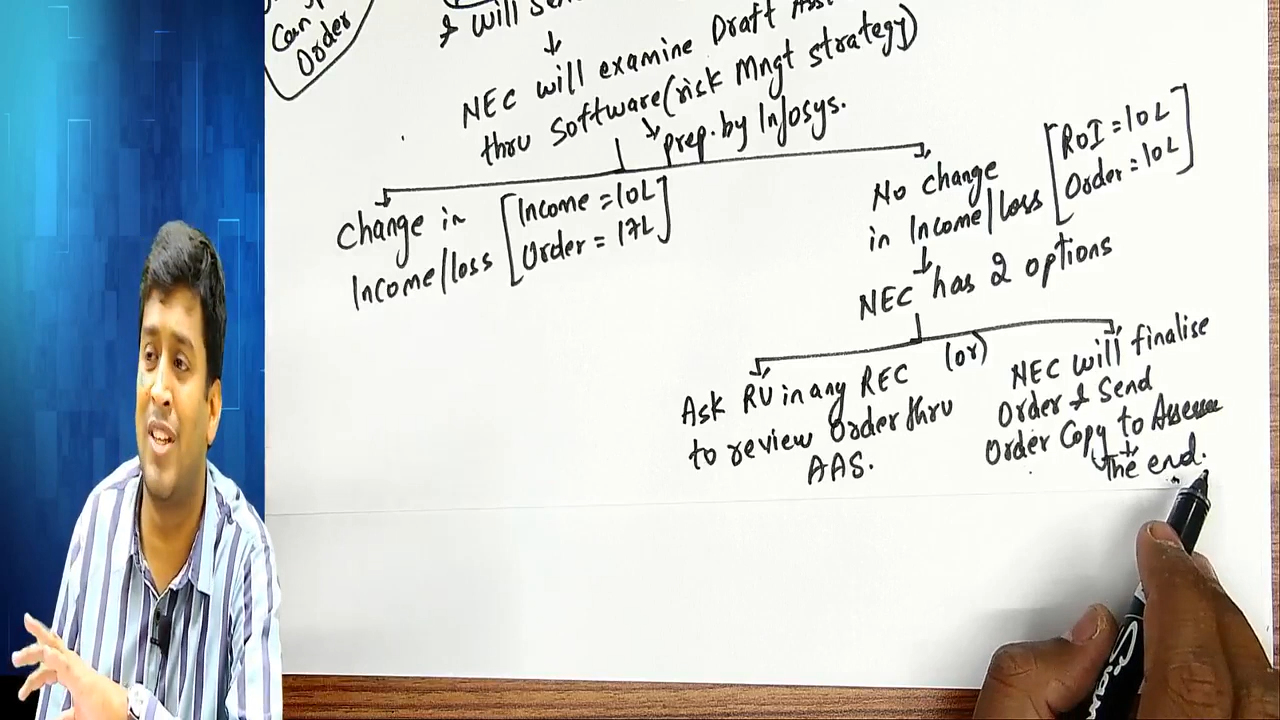 Order
& will Send
NEC will examine Draft Asst
thru Software (risk Mngt strategy)
prep. by Infosys.
Change in
Income/loss
[Income = 10L
Order = 17L]
No change
in Income/loss
[RoI = 10L
Order = 10L]
NEC has 2 options
(or)
Ask RU in any REC
to review Order thru
AAS.
NEC will finalise
Order & Send
Order Copy to Assessee
The end.